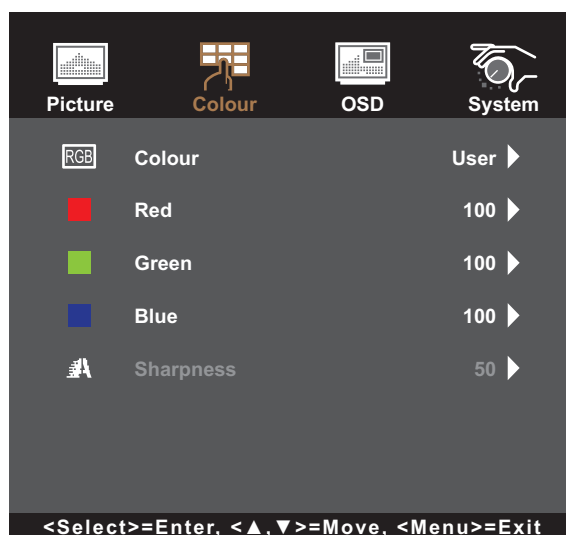 Picture Colour OSD System
RGB Colour User
Red 100
Green 100
Blue 100
Sharpness 50
<Select>=Enter, <▲,▼>=Move, <Menu>=Exit